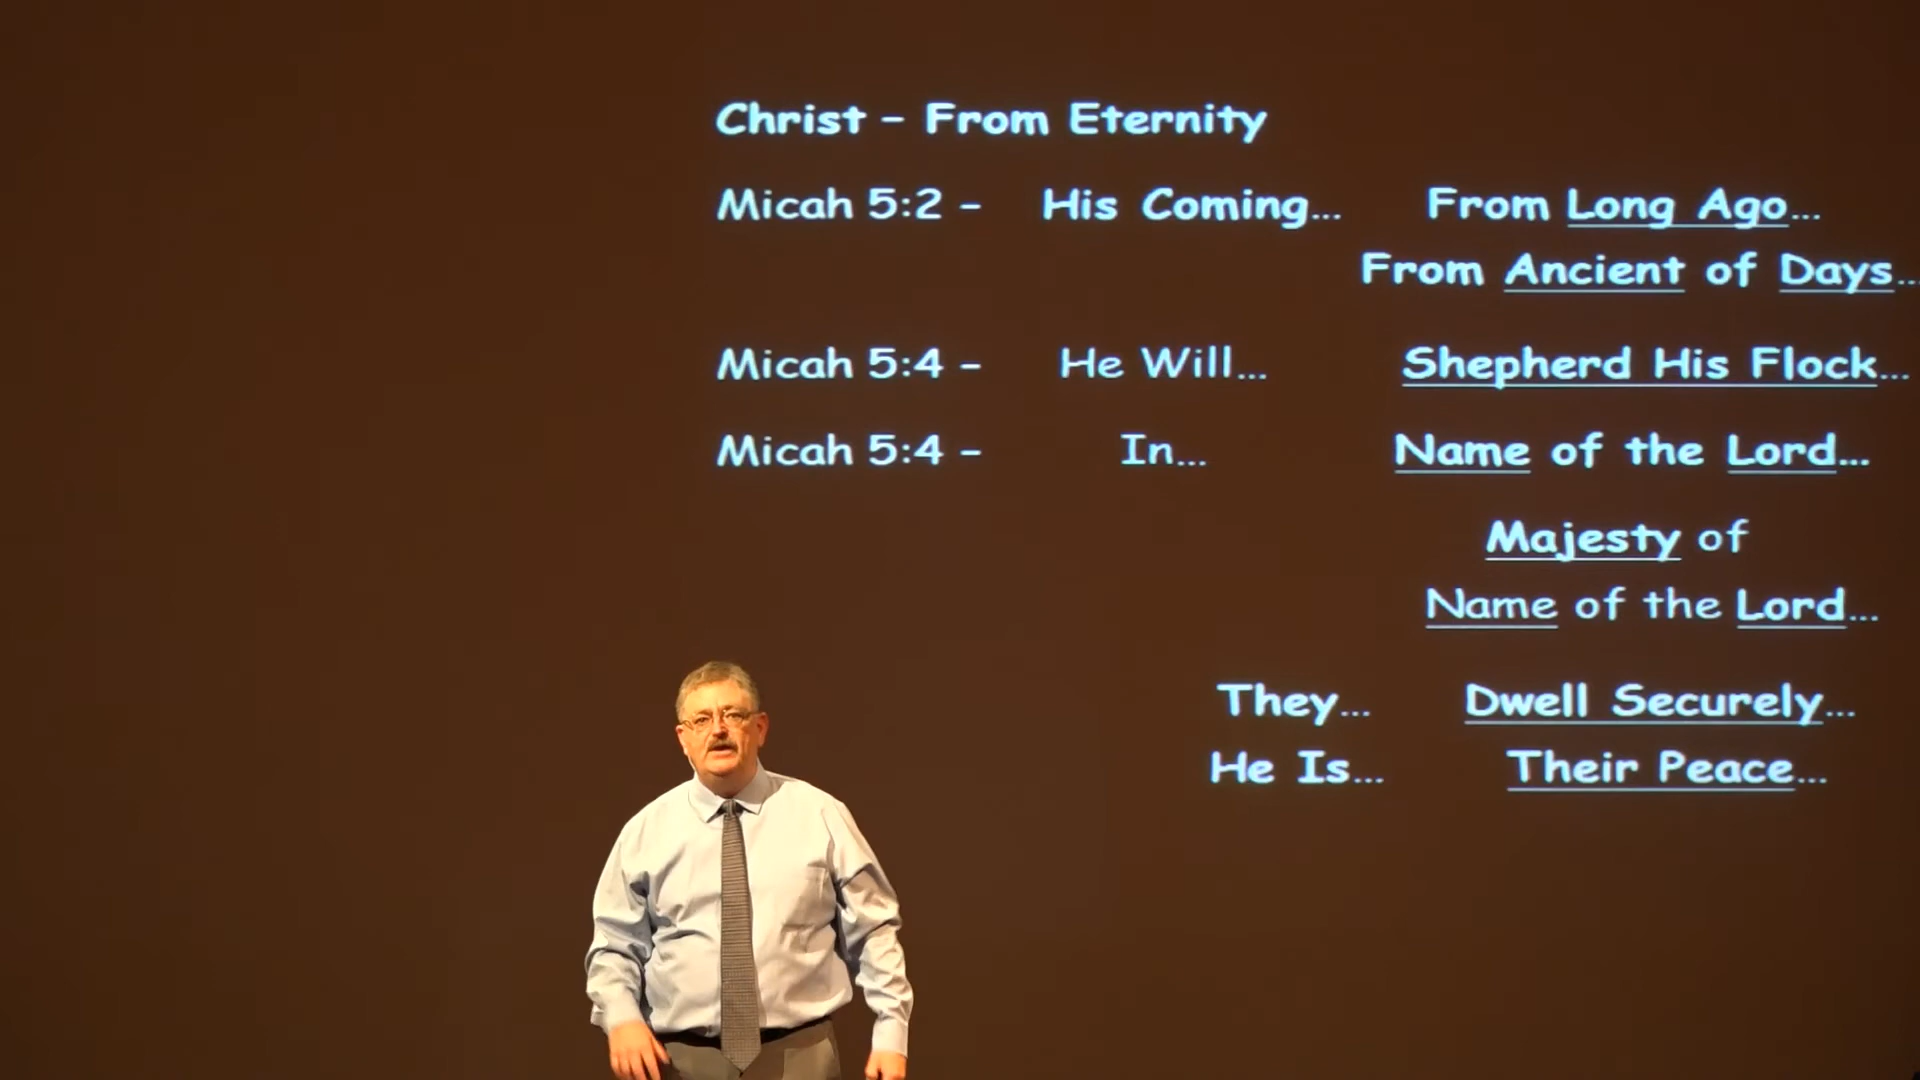 Christ – From Eternity
Micah 5:2 – His Coming... From Long Ago...
From Ancient of Days...
Micah 5:4 – He Will... Shepherd His Flock...
Micah 5:4 – In... Name of the Lord...
Majesty of
Name of the Lord...
They... Dwell Securely...
He Is... Their Peace...